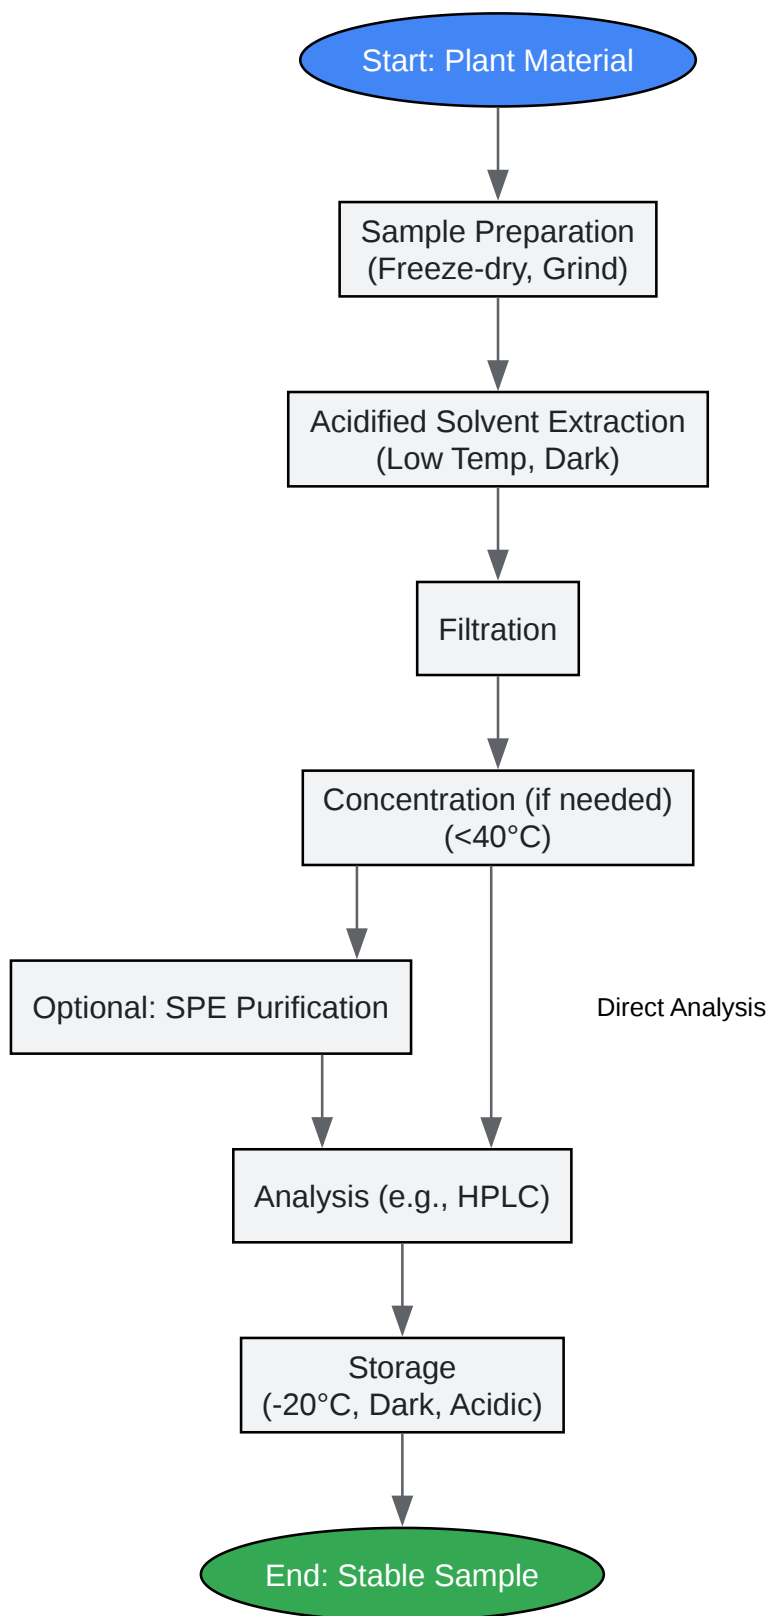 Start: Plant Material
Sample Preparation
(Freeze-dry, Grind)
Acidified Solvent Extraction
(Low Temp, Dark)
Filtration
Concentration (if needed)
(<40°C)
Optional: SPE Purification
Direct Analysis
Analysis (e.g., HPLC)
Storage
(-20°C, Dark, Acidic)
End: Stable Sample